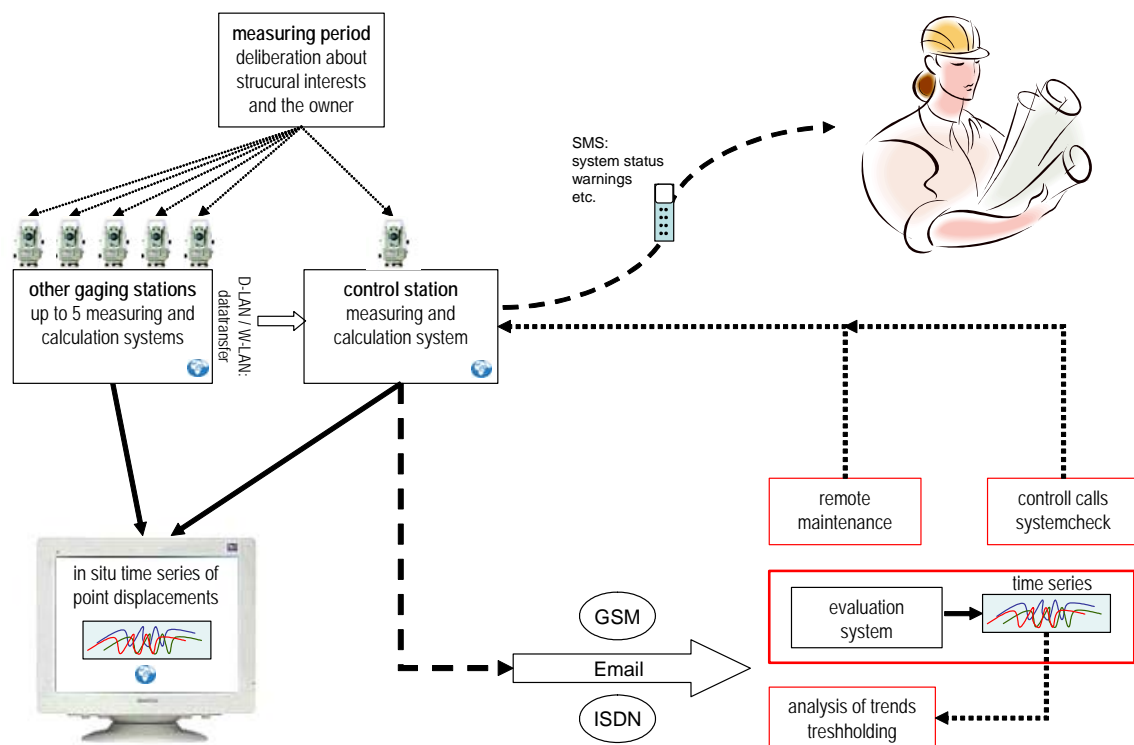 measuring period
deliberation about
strucural interests
and the owner
SMS:
system status
warnings
etc.
other gaging stations
up to 5 measuring and
calculation systems
D-LAN / W-LAN:
datatransfer
control station
measuring and
calculation system
remote
maintenance
controll calls
systemcheck
in situ time series of
point displacements
GSM
Email
ISDN
evaluation
system
time series
analysis of trends
treshholding